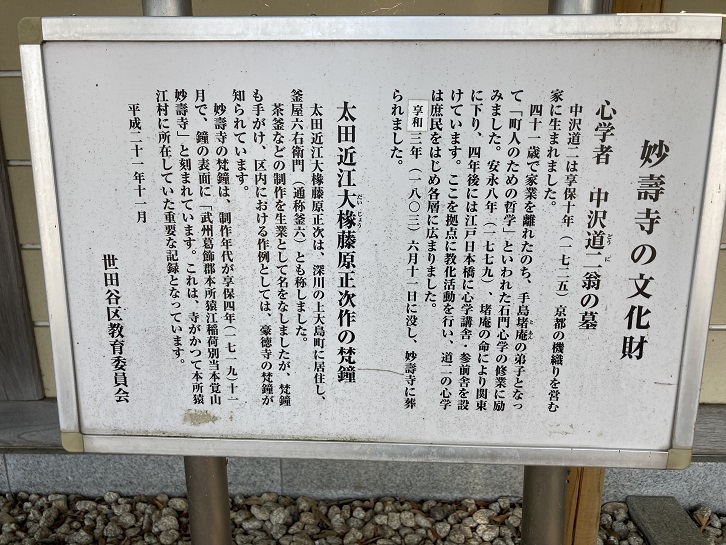 妙壽寺の文化財
心学者　中沢道二翁の墓
どうに
中沢道二は享保十年（一七二五）京都の機織りを営む
家に生まれました。
四十一歳で家業を離れたのち、手島堵庵の弟子となっ
とあん
て「町人のための哲学」といわれた石門心学の修業に励
みました。安永八年（一七七九）、堵庵の命により関東
に下り、四年後には江戸日本橋に心学講舎・参前舎を設
けています。ここを拠点に教化活動を行い、道二の心学
は庶民をはじめ各層に広まりました。
享和三年（一八〇三）六月十一日に没し、妙壽寺に葬
られました。
太田近江大椽藤原正次作の梵鐘
だいじょう
太田近江大椽藤原正次は、深川の上大島町に居住し、
釜屋六右衛門（通称釜六）とも称しました。
茶釜などの制作を生業として名をなしましたが、梵鐘
も手がけ、区内における作例としては、豪徳寺の梵鐘が
知られています。
妙壽寺の梵鐘は、制作年代が享保四年（一七一九）十一
月で、鐘の表面に「武州葛飾郡本所猿江稲荷別当本覚山
妙壽寺」と刻まれています。これは、寺がかつて本所猿
江村に所在していた重要な記録となっています。
平成二十一年十一月
世田谷区教育委員会